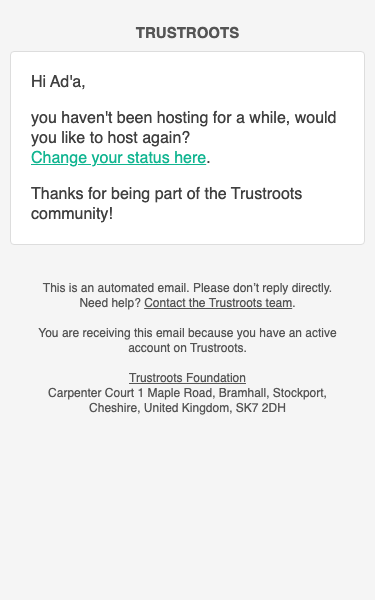 TRUSTROOTS
Hi Ad'a,
you haven't been hosting for a while, would
you like to host again?
Change your status here.
Thanks for being part of the Trustroots
community!
This is an automated email. Please don’t reply directly.
Need help? Contact the Trustroots team.
You are receiving this email because you have an active
account on Trustroots.
Trustroots Foundation
Carpenter Court 1 Maple Road, Bramhall, Stockport,
Cheshire, United Kingdom, SK7 2DH